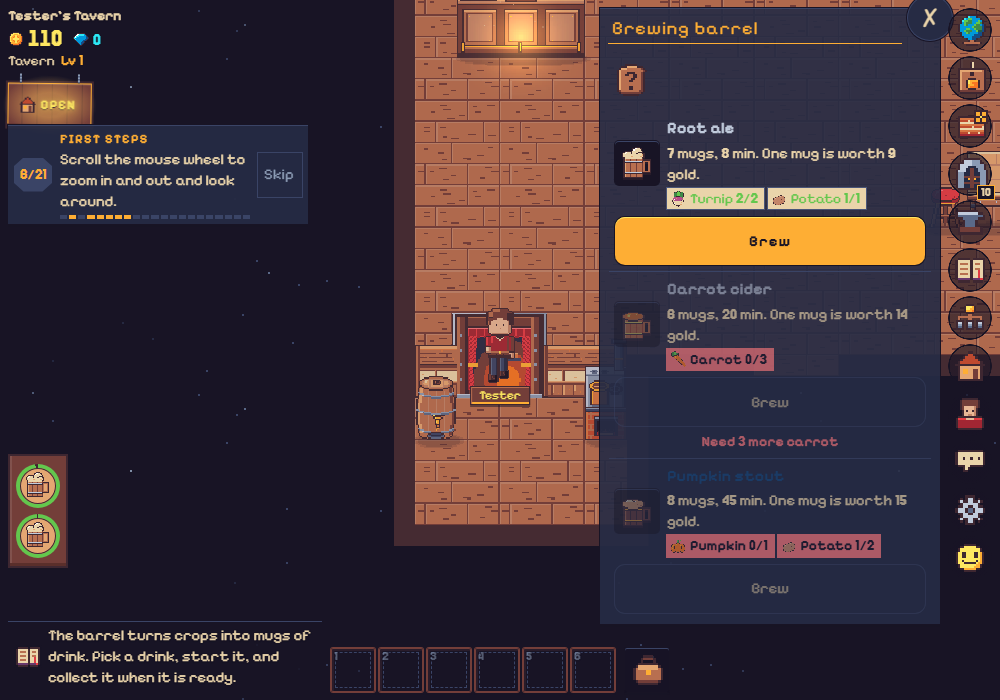 Tester's Tavern
110 0
Tavern Lv 1
OPEN
FIRST STEPS
6/21
Scroll the mouse wheel to
zoom in and out and look
around.
Skip
Brewing barrel
X
?
Root ale
7 mugs, 8 min. One mug is worth 9
gold.
Turnip 2/2 Potato 1/1
Brew
Carrot cider
6 mugs, 20 min. One mug is worth 14
gold.
Carrot 0/3
Brew
Need 3 more carrot
Pumpkin stout
8 mugs, 45 min. One mug is worth 15
gold.
Pumpkin 0/1 Potato 1/2
Brew
10
Tester
The barrel turns crops into mugs of
drink. Pick a drink, start it, and
collect it when it is ready.
1 2 3 4 5 6